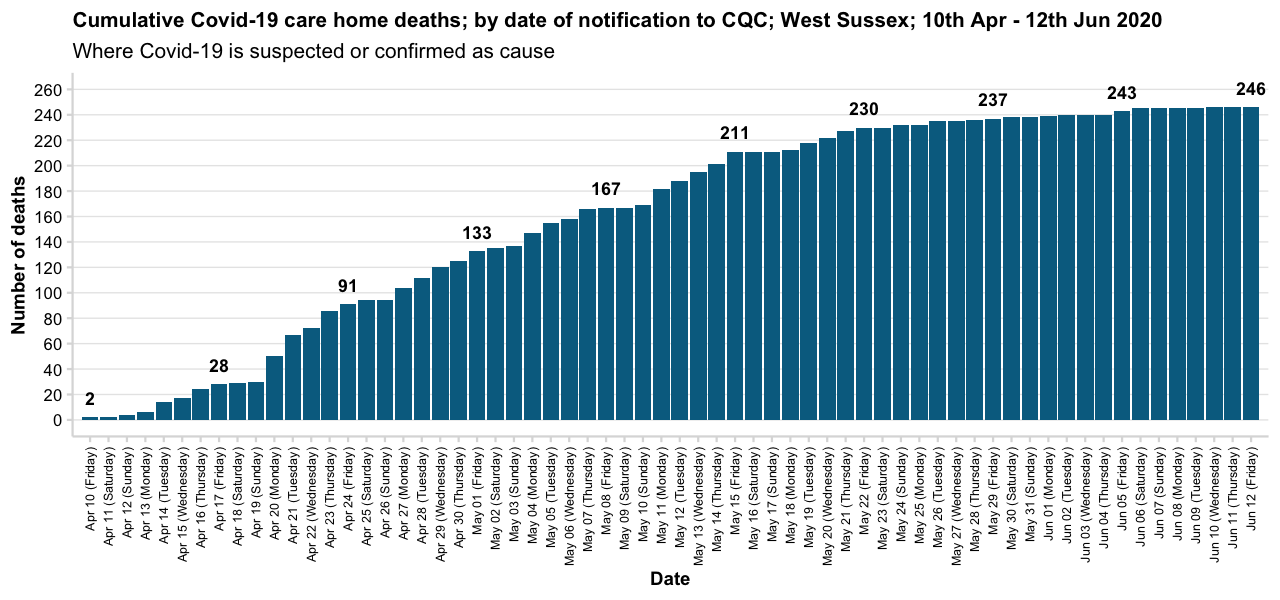 Cumulative Covid-19 care home deaths; by date of notification to CQC; West Sussex; 10th Apr - 12th Jun 2020
Where Covid-19 is suspected or confirmed as cause
Number of deaths
260
240
220
200
180
160
140
120
100
80
60
40
20
0
2
28
91
133
167
211
230
237
243
246
Apr 10 (Friday)
Apr 11 (Saturday)
Apr 12 (Sunday)
Apr 13 (Monday)
Apr 14 (Tuesday)
Apr 15 (Wednesday)
Apr 16 (Thursday)
Apr 17 (Friday)
Apr 18 (Saturday)
Apr 19 (Sunday)
Apr 20 (Monday)
Apr 21 (Tuesday)
Apr 22 (Wednesday)
Apr 23 (Thursday)
Apr 24 (Friday)
Apr 25 (Saturday)
Apr 26 (Sunday)
Apr 27 (Monday)
Apr 28 (Tuesday)
Apr 29 (Wednesday)
Apr 30 (Thursday)
May 01 (Friday)
May 02 (Saturday)
May 03 (Sunday)
May 04 (Monday)
May 05 (Tuesday)
May 06 (Wednesday)
May 07 (Thursday)
May 08 (Friday)
May 09 (Saturday)
May 10 (Sunday)
May 11 (Monday)
May 12 (Tuesday)
May 13 (Wednesday)
May 14 (Thursday)
May 15 (Friday)
May 16 (Saturday)
May 17 (Sunday)
May 18 (Monday)
May 19 (Tuesday)
May 20 (Wednesday)
May 21 (Thursday)
May 22 (Friday)
May 23 (Saturday)
May 24 (Sunday)
May 25 (Monday)
May 26 (Tuesday)
May 27 (Wednesday)
May 28 (Thursday)
May 29 (Friday)
May 30 (Saturday)
May 31 (Sunday)
Jun 01 (Monday)
Jun 02 (Tuesday)
Jun 03 (Wednesday)
Jun 04 (Thursday)
Jun 05 (Friday)
Jun 06 (Saturday)
Jun 07 (Sunday)
Jun 08 (Monday)
Jun 09 (Tuesday)
Jun 10 (Wednesday)
Jun 11 (Thursday)
Jun 12 (Friday)
Date